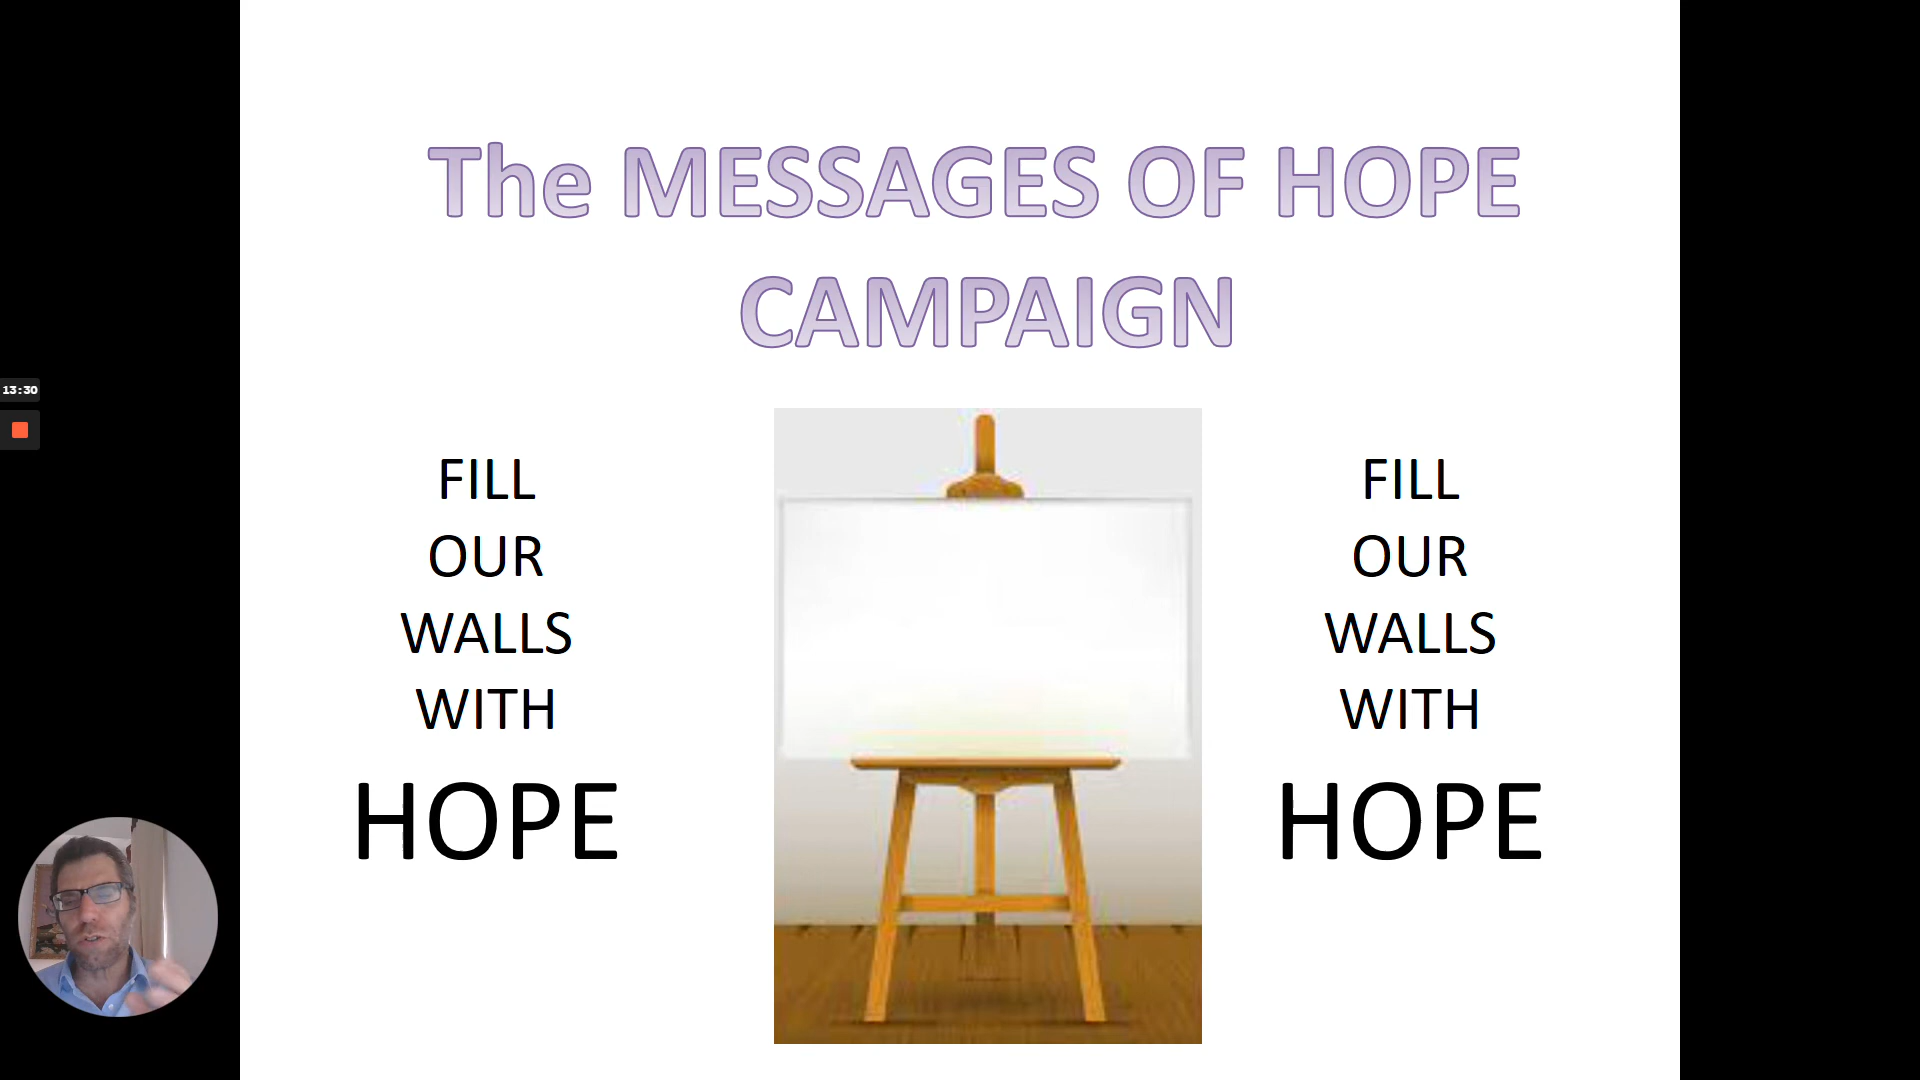 The MESSAGES OF HOPE
CAMPAIGN
13:30
FILL
OUR
WALLS
WITH
HOPE
FILL
OUR
WALLS
WITH
HOPE